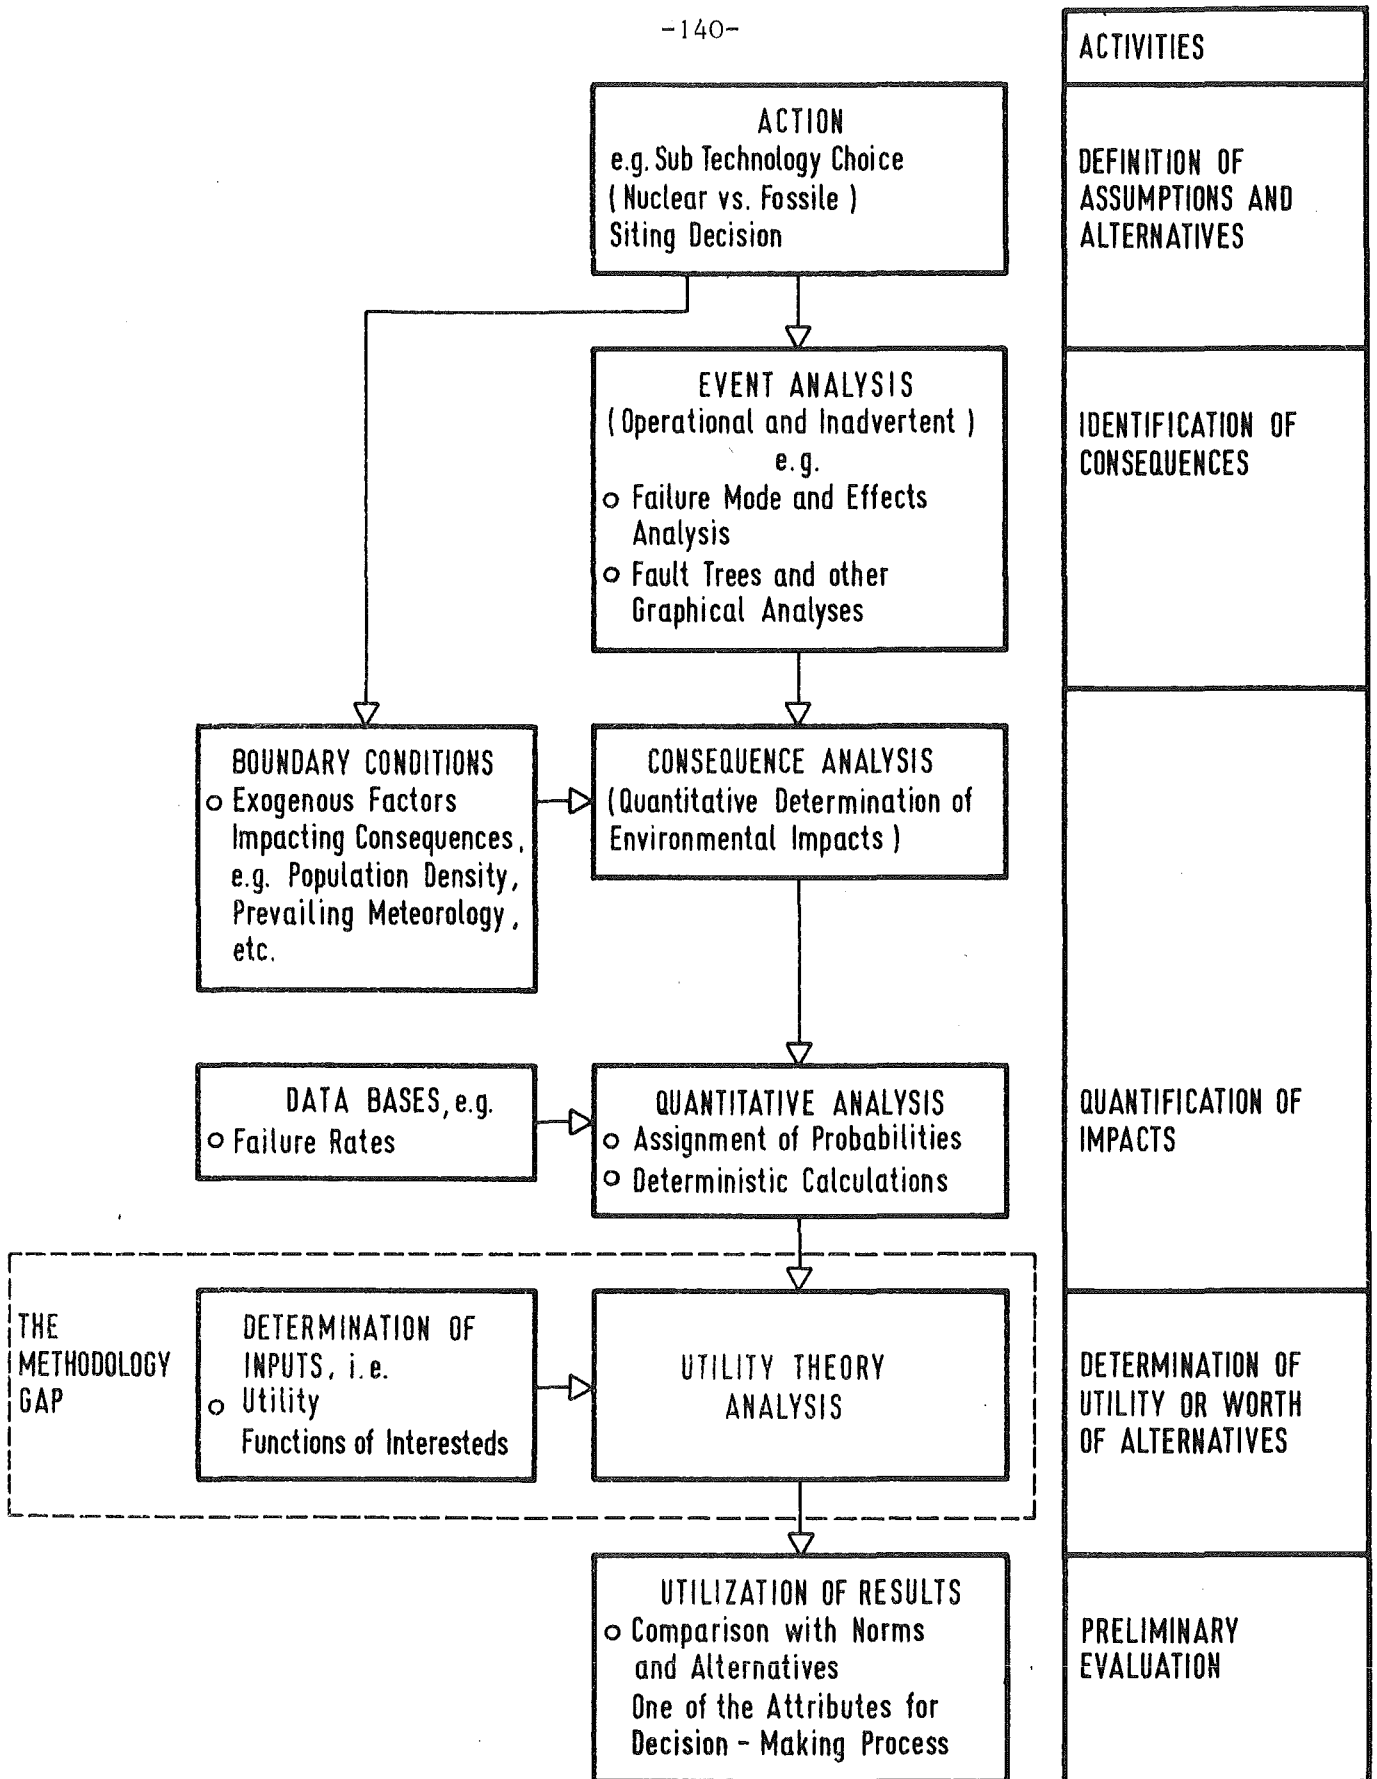 -140-
ACTIVITIES
ACTION
e.g. Sub Technology Choice
( Nuclear vs. Fossile )
Siting Decision
DEFINITION OF
ASSUMPTIONS AND
ALTERNATIVES
EVENT ANALYSIS
( Operational and Inadvertent )
e.g.
o Failure Mode and Effects
Analysis
o Fault Trees and other
Graphical Analyses
IDENTIFICATION OF
CONSEQUENCES
BOUNDARY CONDITIONS
o Exogenous Factors
Impacting Consequences,
e.g. Population Density,
Prevailing Meteorology,
etc.
CONSEQUENCE ANALYSIS
(Quantitative Determination of
Environmental Impacts )
DATA BASES, e.g.
o Failure Rates
QUANTITATIVE ANALYSIS
o Assignment of Probabilities
o Deterministic Calculations
QUANTIFICATION OF
IMPACTS
THE
METHODOLOGY
GAP
DETERMINATION OF
INPUTS, i.e.
o Utility
Functions of Interesteds
UTILITY THEORY
ANALYSIS
DETERMINATION OF
UTILITY OR WORTH
OF ALTERNATIVES
UTILIZATION OF RESULTS
o Comparison with Norms
and Alternatives
One of the Attributes for
Decision - Making Process
PRELIMINARY
EVALUATION